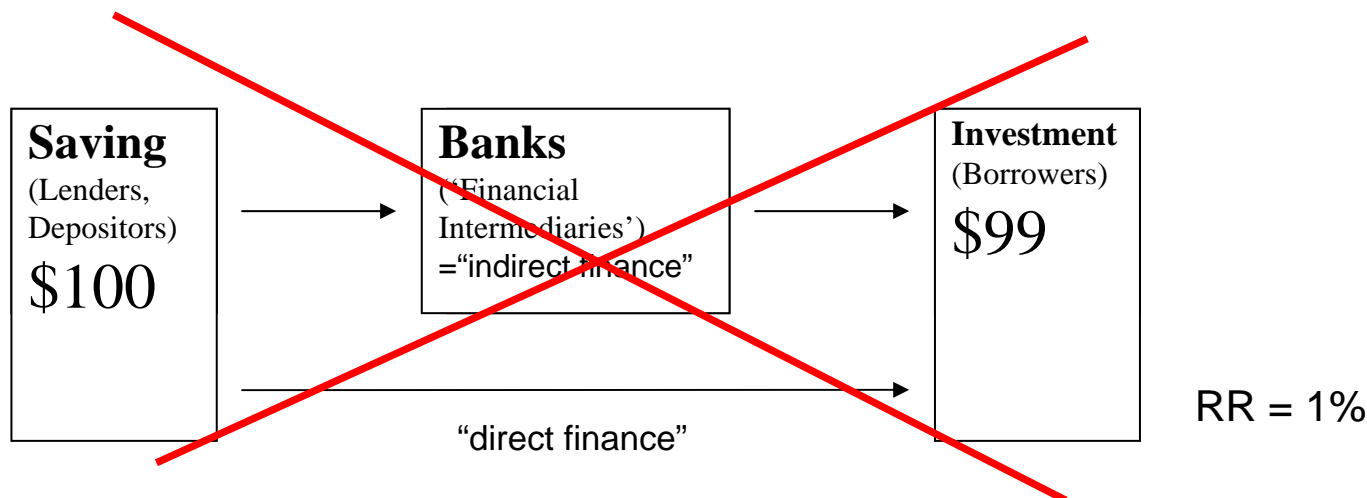 Saving
(Lenders,
Depositors)
$100
Banks
(‘Financial
Intermediaries’)
=“indirect finance”
Investment
(Borrowers)
$99
“direct finance”
RR = 1%